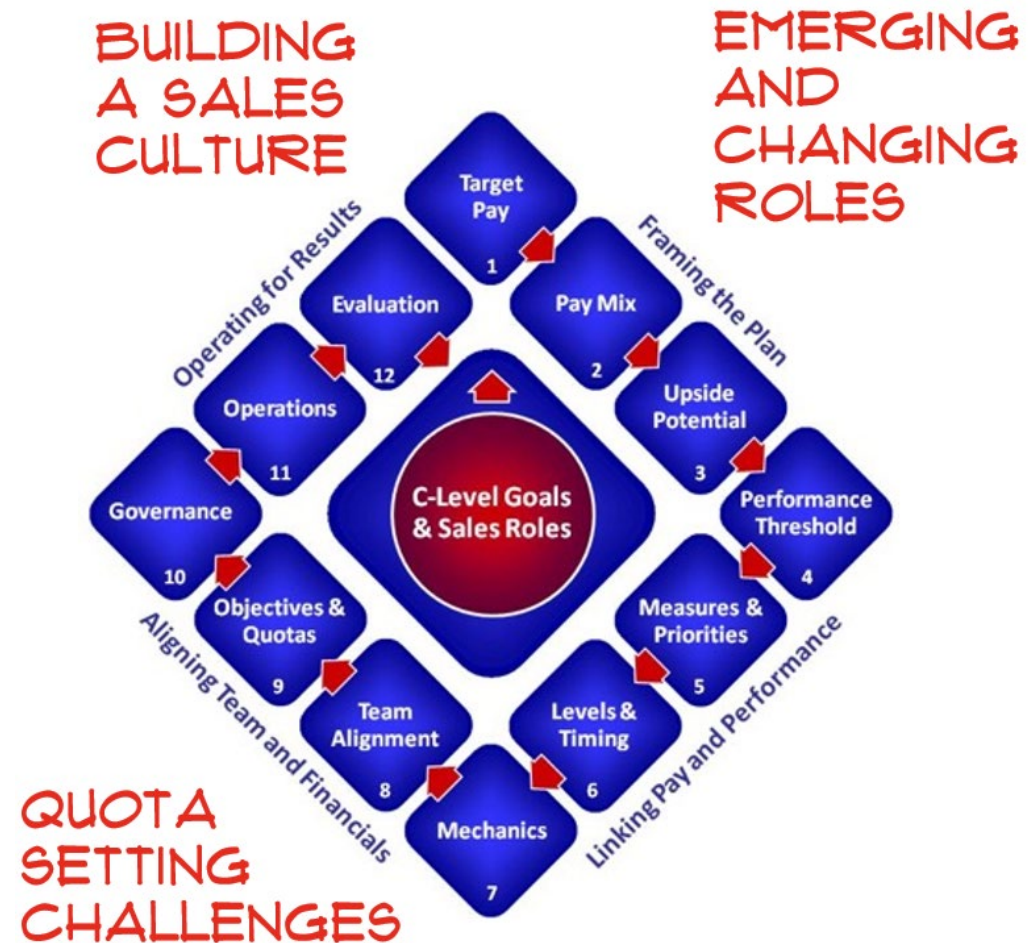 BUILDING
A SALES
CULTURE
EMERGING
AND
CHANGING
ROLES
Operating for Results
Framing the Plan
Target
Pay
1
Pay Mix
2
Upside
Potential
3
Performance
Threshold
4
Measures &
Priorities
5
Levels &
Timing
6
Mechanics
7
Team
Alignment
8
Objectives &
Quotas
9
Governance
10
Operations
11
Evaluation
12
C-Level Goals
& Sales Roles
Linking Pay and Performance
Aligning Team and Financials
QUOTA
SETTING
CHALLENGES